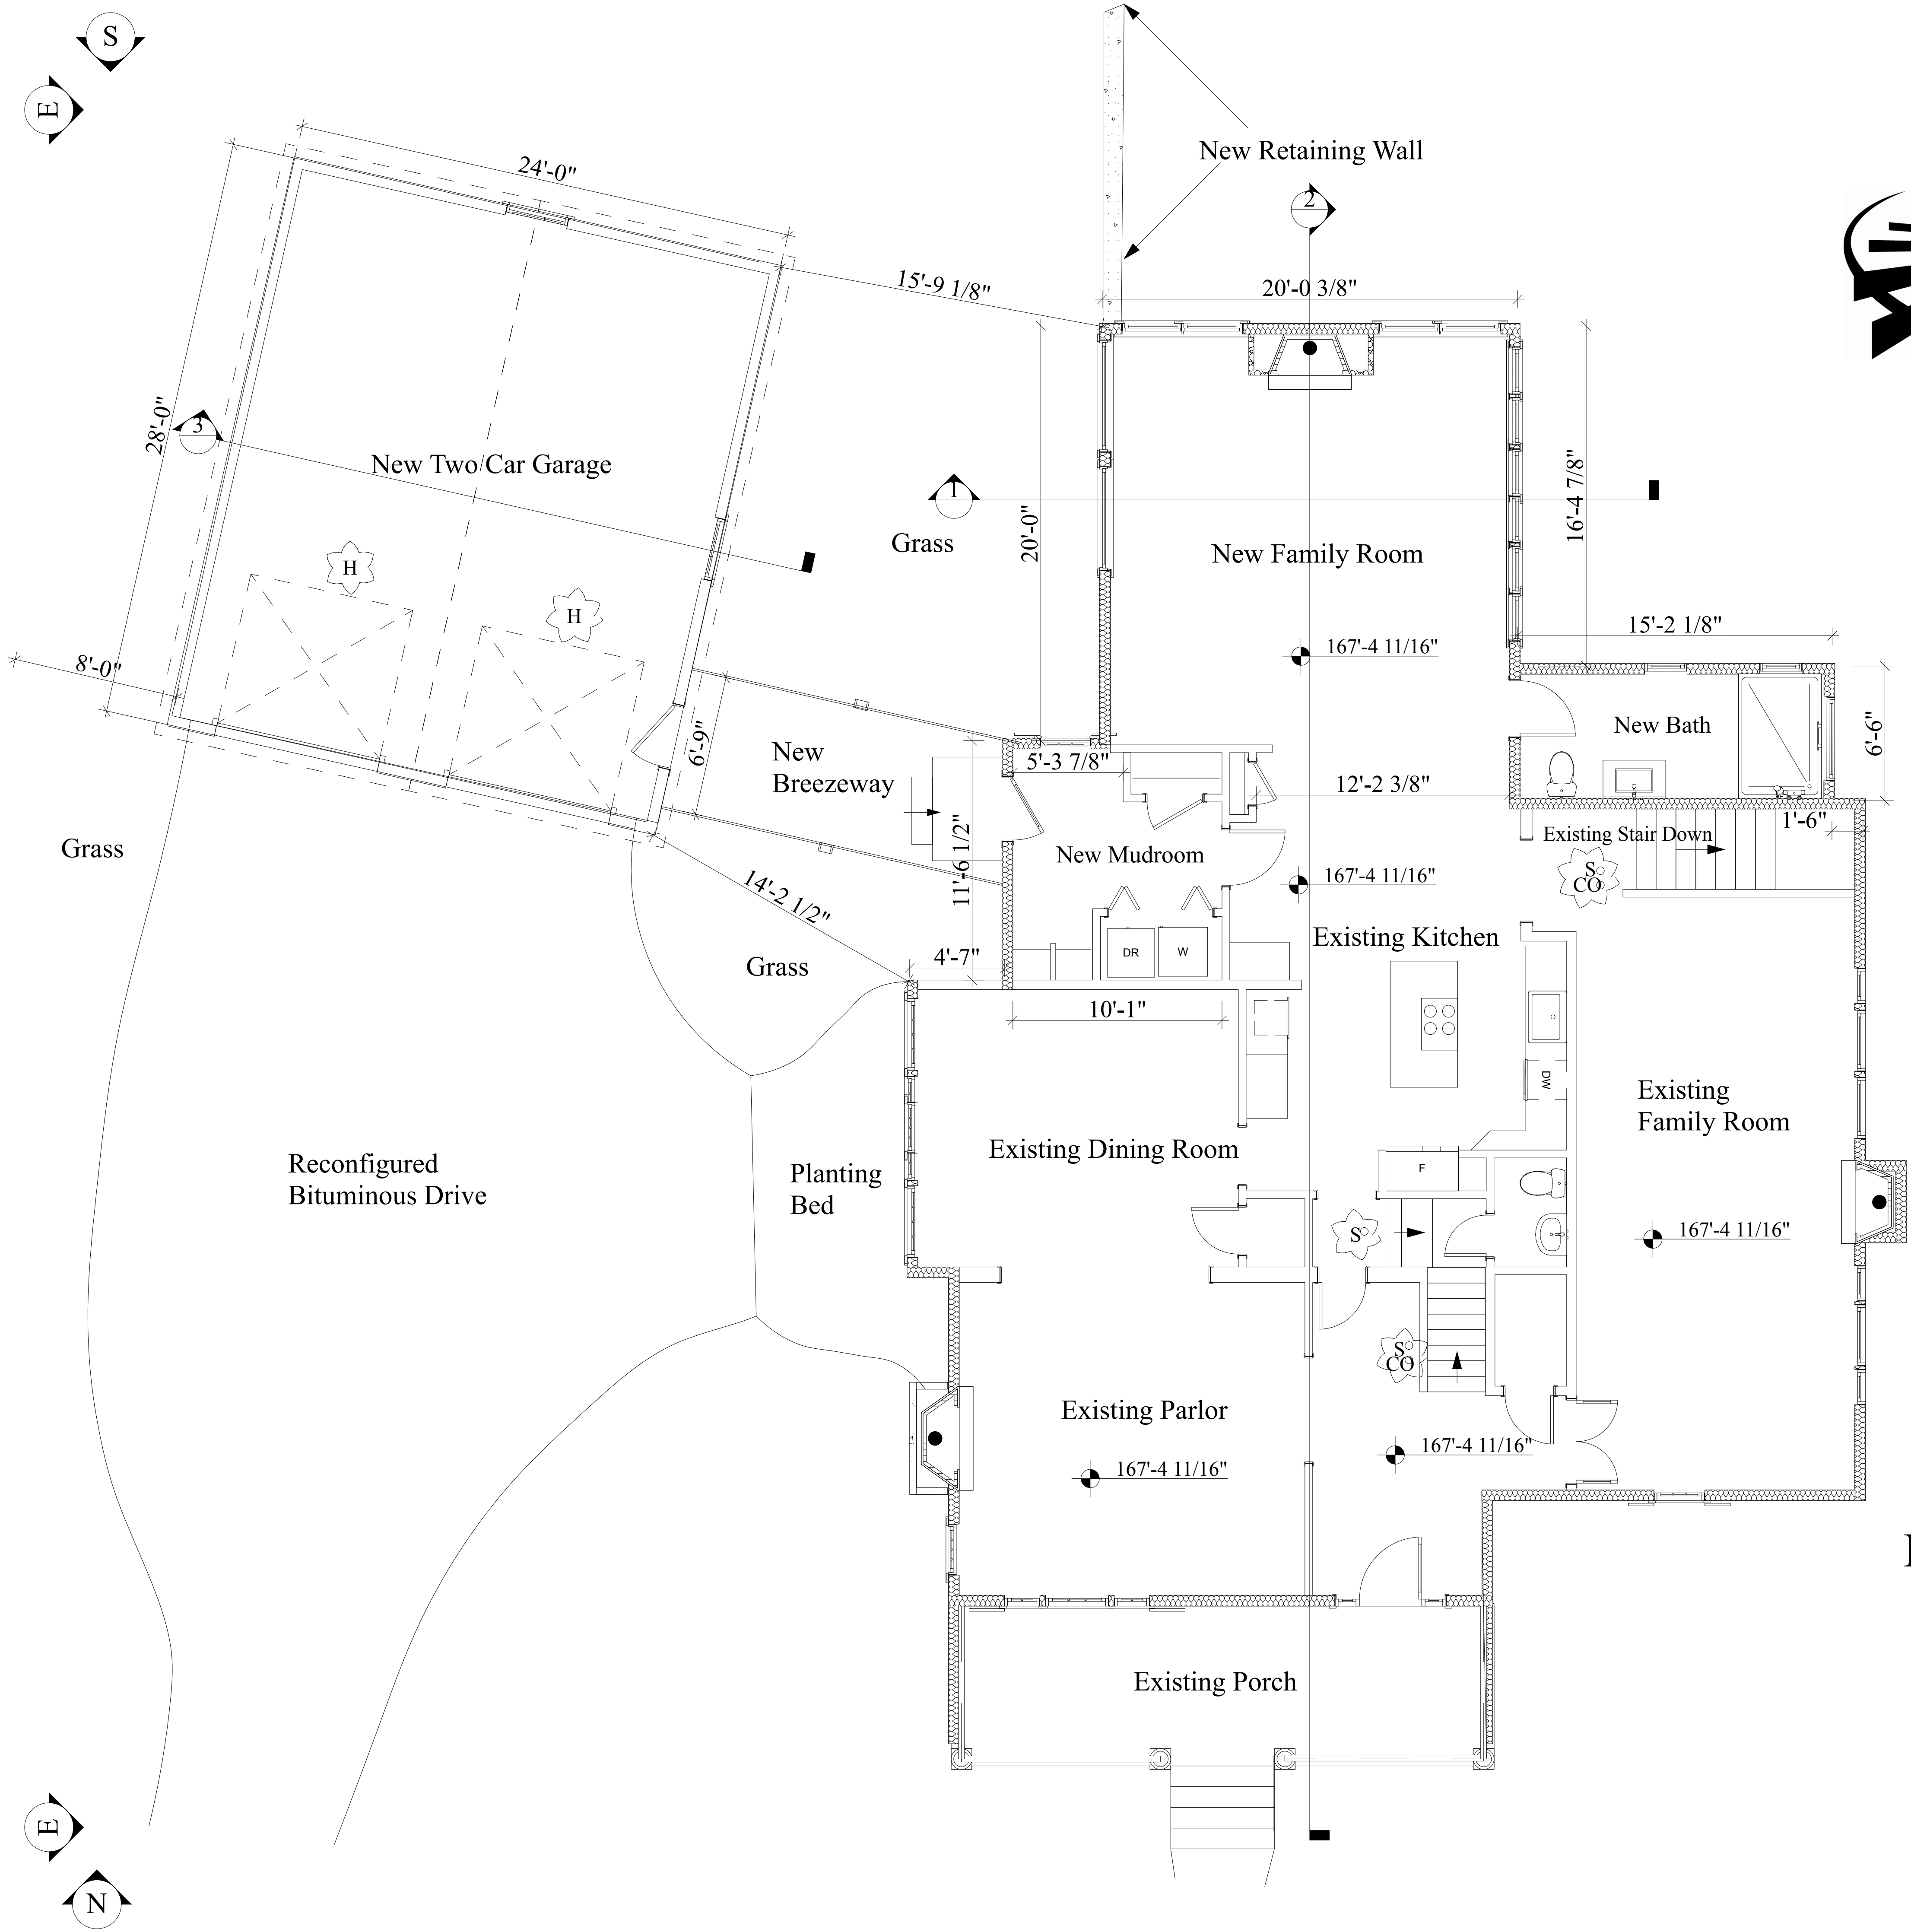 S
E
New Retaining Wall
24'-0"
2
15'-9 1/8"
20'-0 3/8"
28'-0"
3
New Two Car Garage
1
16'-4 7/8"
20'-0"
Grass
New Family Room
H
H
15'-2 1/8"
167'-4 11/16"
8'-0"
6'-9"
New
Breezeway
5'-3 7/8"
12'-2 3/8"
New Bath
6'-6"
Grass
11'-6 1/2"
New Mudroom
Existing Stair Down
1'-6"
S
CO
14'-2 1/2"
167'-4 11/16"
Existing Kitchen
Grass
4'-7"
DR
W
10'-1"
DW
Existing
Family Room
Existing Dining Room
Reconfigured
Bituminous Drive
Planting
Bed
F
S
167'-4 11/16"
S
CO
Existing Parlor
167'-4 11/16"
167'-4 11/16"
Existing Porch
E
N